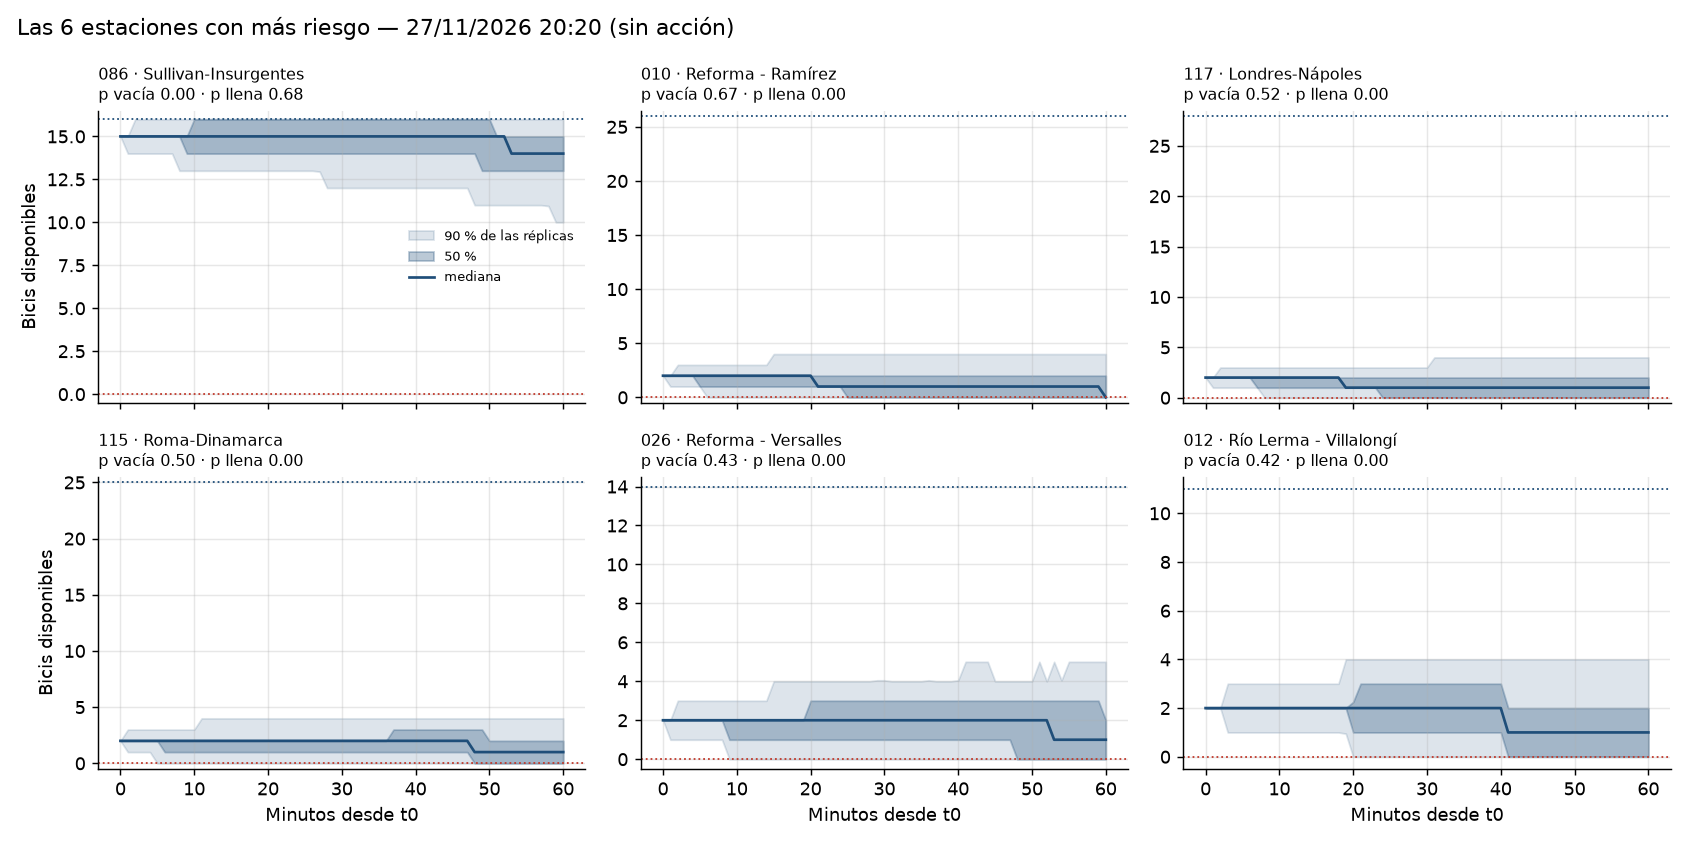 Las 6 estaciones con más riesgo — 27/11/2026 20:20 (sin acción)
086 · Sullivan-Insurgentes
p vacía 0.00 · p llena 0.68
15.0
12.5
10.0
7.5
5.0
2.5
0.0
Bicis disponibles
90 % de las réplicas
50 %
mediana
010 · Reforma - Ramírez
p vacía 0.67 · p llena 0.00
25
20
15
10
5
0
117 · Londres-Nápoles
p vacía 0.52 · p llena 0.00
25
20
15
10
5
0
115 · Roma-Dinamarca
p vacía 0.50 · p llena 0.00
25
20
15
10
5
0
Bicis disponibles
0 10 20 30 40 50 60
Minutos desde t0
026 · Reforma - Versalles
p vacía 0.43 · p llena 0.00
14
12
10
8
6
4
2
0
0 10 20 30 40 50 60
Minutos desde t0
012 · Río Lerma - Villalongí
p vacía 0.42 · p llena 0.00
10
8
6
4
2
0
0 10 20 30 40 50 60
Minutos desde t0